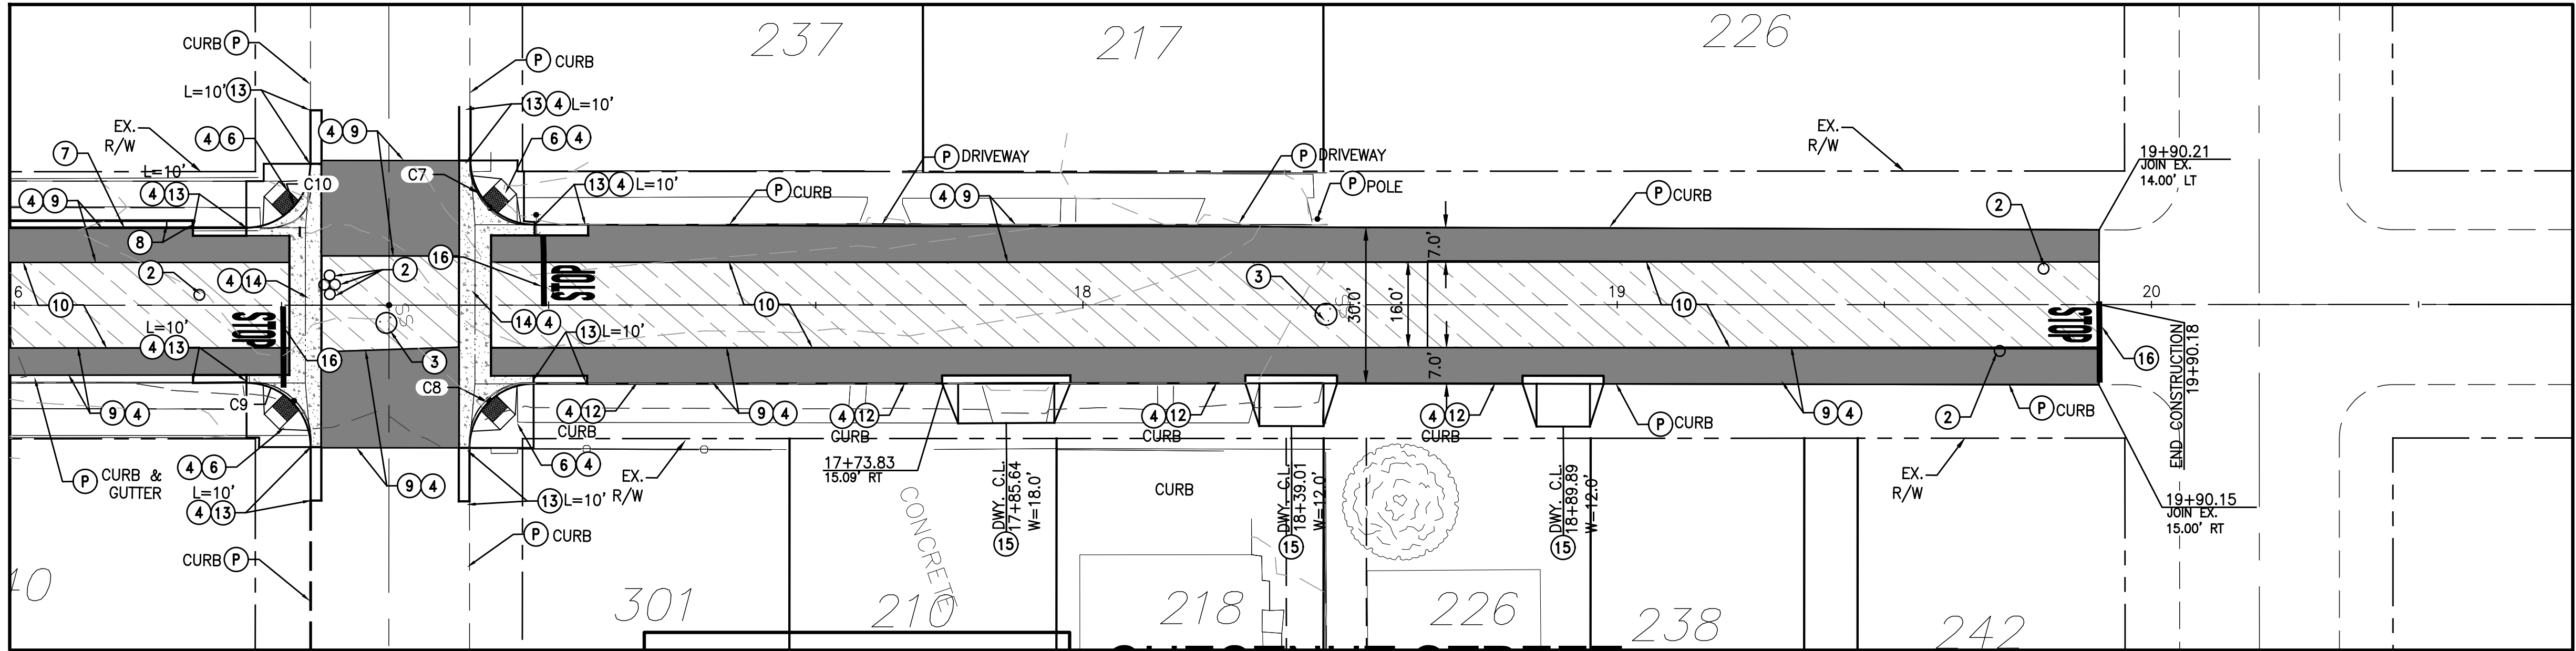 237
217
226
CURB P
P CURB
L=10' 13
13 4 L=10'
EX.
R/W
4 6
4 9
6 4
EX.
R/W
7
L=10'
4 13
C10
C7
13 4 L=10'
P DRIVEWAY
P DRIVEWAY
P CURB
P POLE
P CURB
19+90.21
JOIN EX.
14.00' LT
4 9
4 9
2
8
7.0'
2
4 14
2
16
STOP
3
SS
30.0'
16.0'
6
10
SS
18
10
19
10
20
STOP
L=10'
4 13
STOP
16
3
14 4
13 L=10'
7.0'
16
END CONSTRUCTION
19+90.18
C9
C8
9 4
4 12
CURB
9 4
4 12
CURB
4 12
CURB
4 12
CURB
P CURB
9 4
2
P CURB
P CURB &
GUTTER
4 6
L=10'
4 13
9 4
6 4
13 L=10'
EX.
R/W
17+73.83
15.09' RT
DWY. C.L.
17+85.64
W=18.0'
15
CURB
DWY. C.L.
18+39.01
W=12.0'
15
DWY. C.L.
18+89.89
W=12.0'
15
EX.
R/W
19+90.15
JOIN EX.
15.00' RT
CURB P
P CURB
CONCRETE
301
210
218
226
238
242